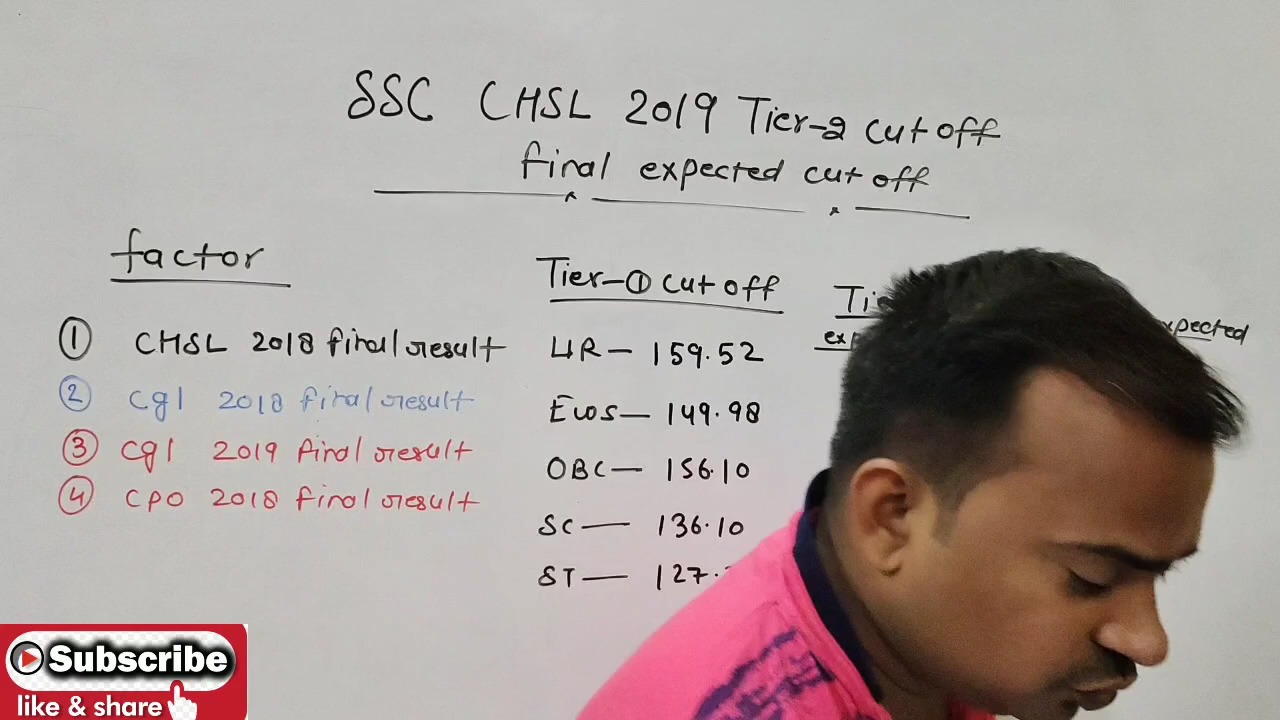 SSC CHSL 2019 Tier-2 cut off
final expected cut off
factor
① CHSL 2018 final result
② Cgl 2018 final result
③ Cgl 2019 final result
④ CPO 2018 final result
Tier-① cut off
UR- 159.52
Ews- 149.98
OBC- 156.10
SC- 136.10
ST- 127.
Subscribe
like & share